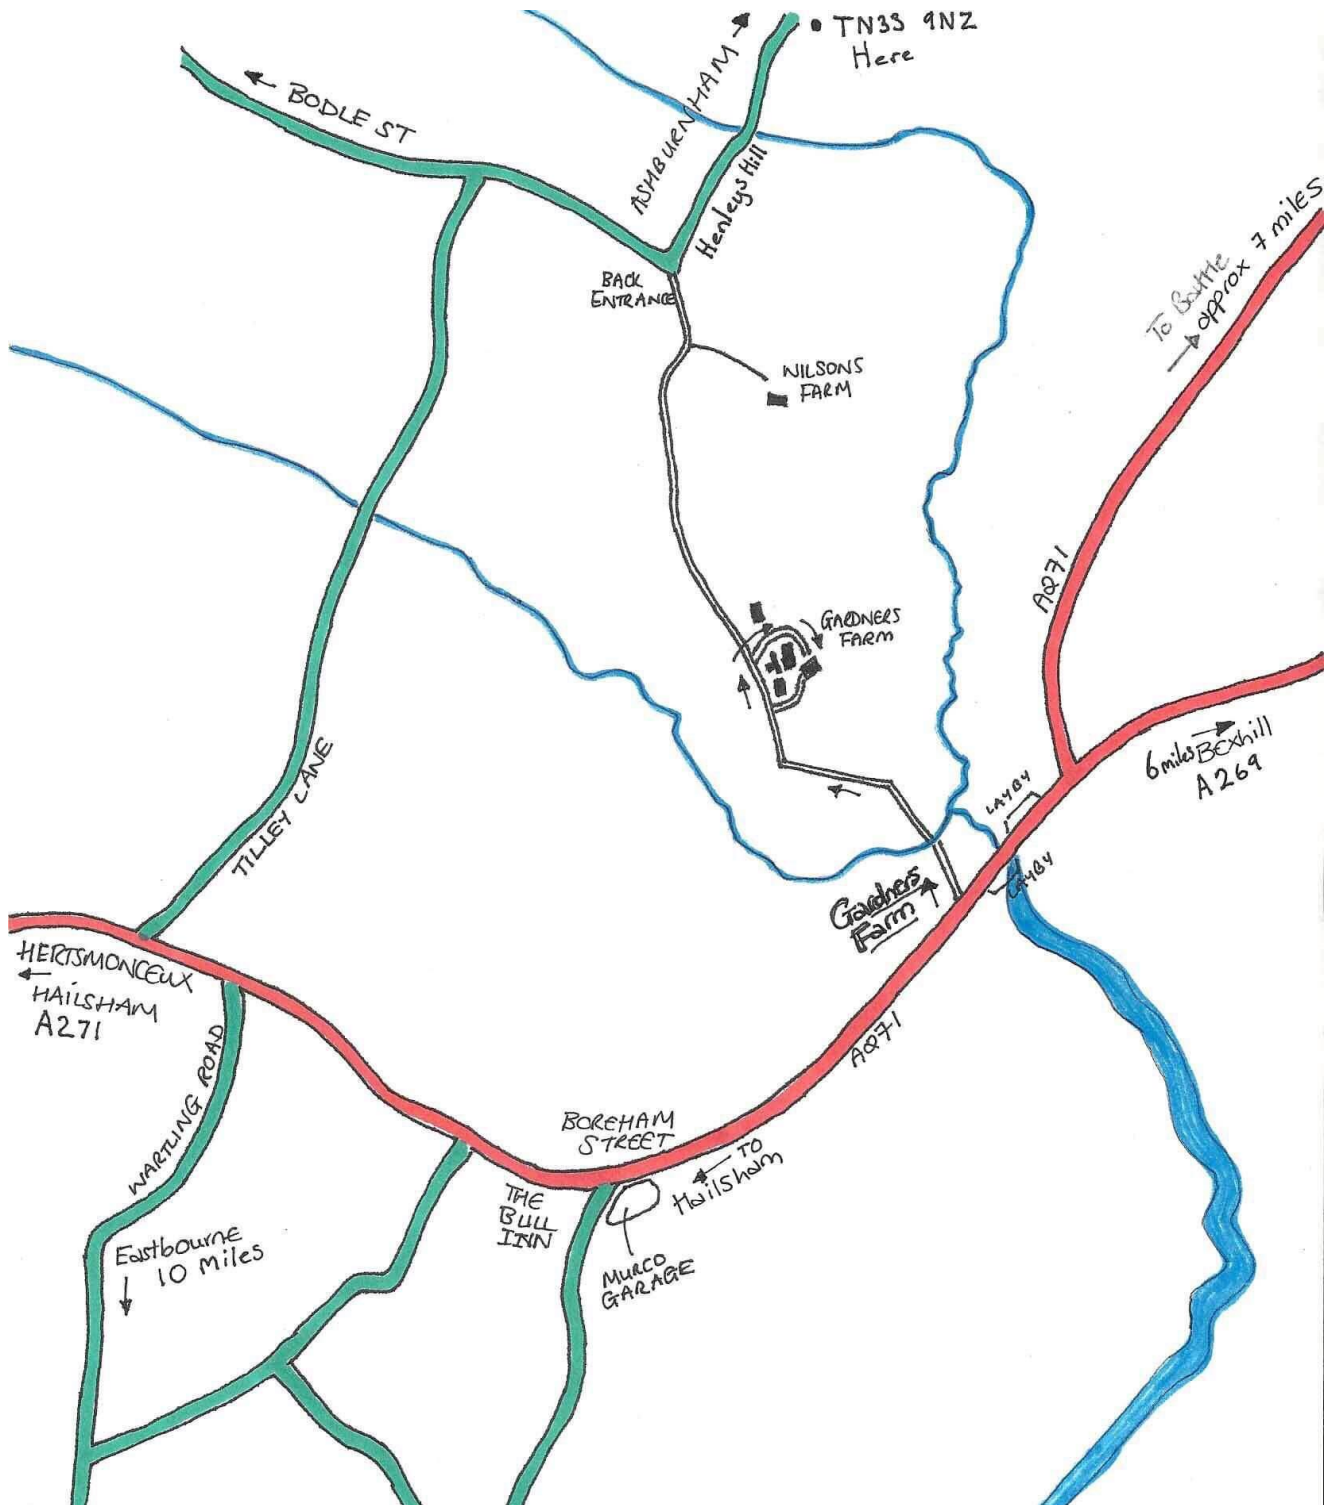 TN33 9NZ
Here
ASHBURNHAM
BODLE ST
Henleys Hill
7 miles
To Battle
approx
BACK
ENTRANCE
WILSONS
FARM
A271
GARDNERS
FARM
6 miles Bexhill
A269
TILLEY LANE
LAYBY
LAYBY
Gardners
Farm
HERTSMONCEUX
HAILSHAM
A271
A271
WARTLING ROAD
BOREHAM
STREET
TO
Hailsham
THE
BULL
INN
Eastbourne
10 Miles
MURCO
GARAGE